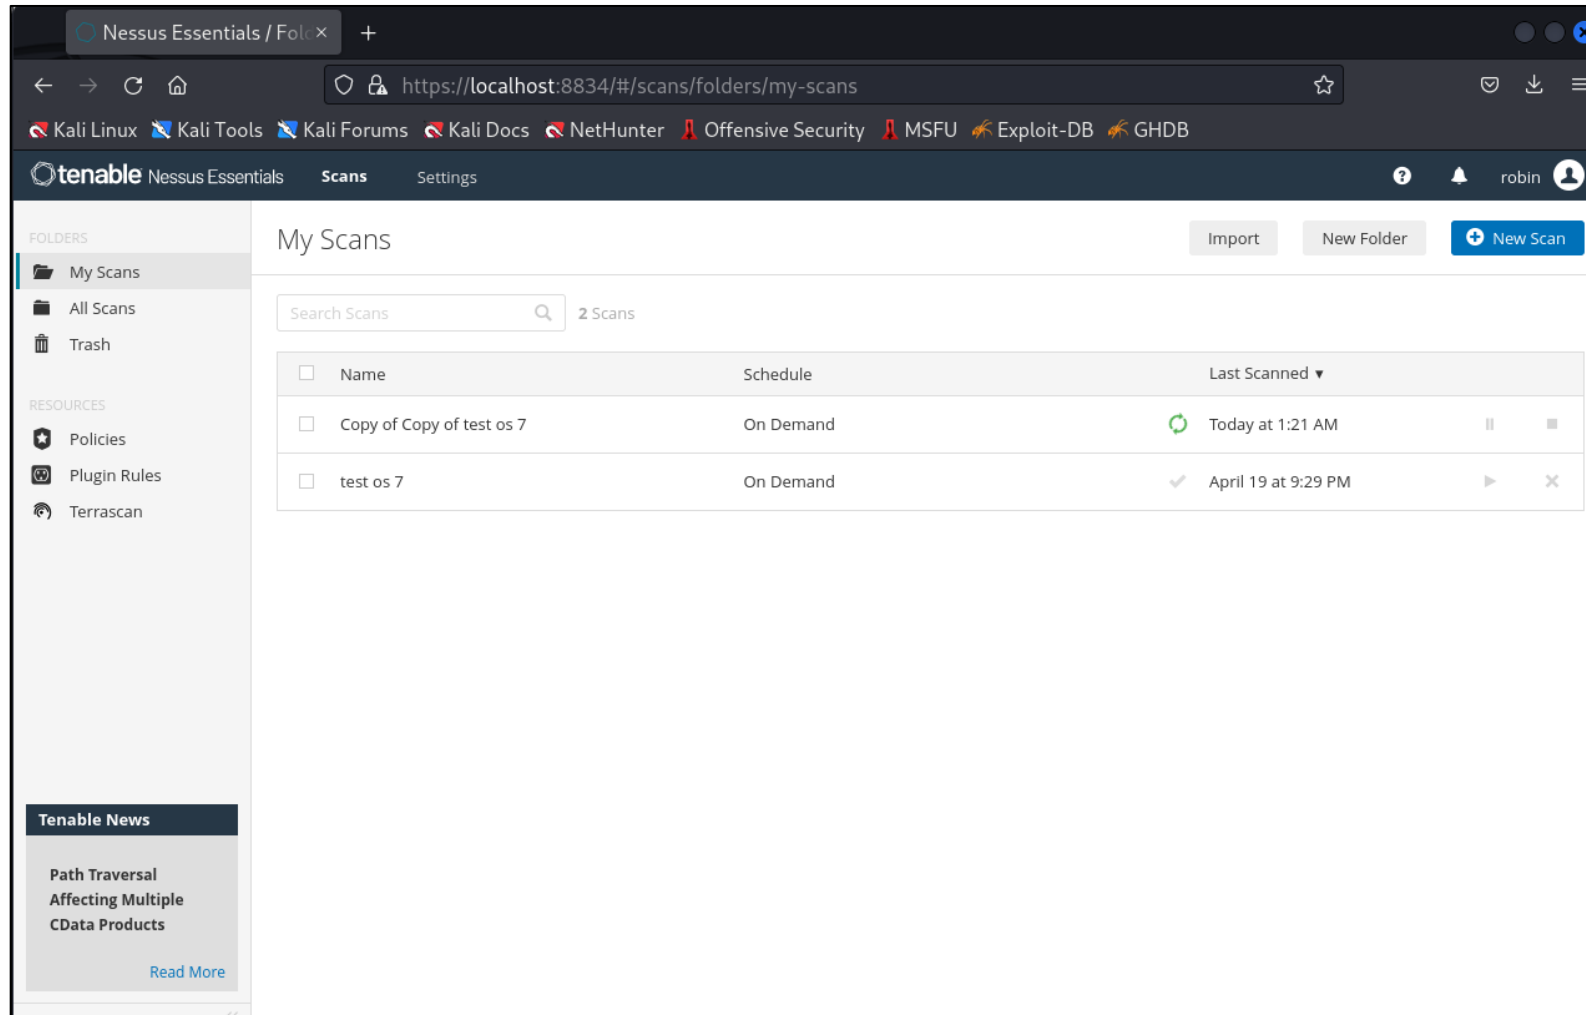 Nessus Essentials / Fol
https://localhost:8834/#/scans/folders/my-scans
Kali Linux Kali Tools Kali Forums Kali Docs NetHunter Offensive Security MSFU Exploit-DB GHDB
tenable Nessus Essentials Scans Settings robin
FOLDERS
My Scans
All Scans
Trash
RESOURCES
Policies
Plugin Rules
Terrascan
Tenable News
Path Traversal
Affecting Multiple
CData Products
Read More
My Scans
Import New Folder New Scan
Search Scans 2 Scans
Name Schedule Last Scanned
Copy of Copy of test os 7 On Demand Today at 1:21 AM
test os 7 On Demand April 19 at 9:29 PM